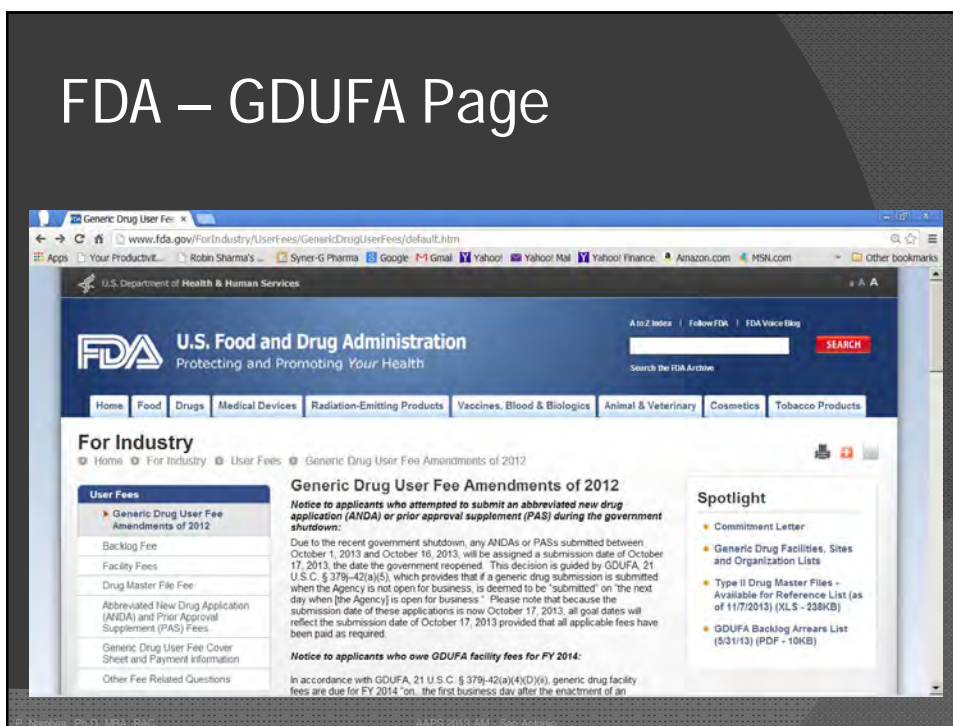 FDA – GDUFA Page
Generic Drug User Fe
www.fda.gov/ForIndustry/UserFees/GenericDrugUserFees/default.htm
Apps Your Productivit... Robin Sharma's ... Syner-G Pharma Google Gmail Yahoo! Yahoo! Mail Yahoo! Finance Amazon.com MSN.com Other bookmarks
U.S. Department of Health & Human Services a A A
A to Z Index | Follow FDA | FDA Voice Blog
FDA U.S. Food and Drug Administration
Protecting and Promoting Your Health
SEARCH
Search the FDA Archive
Home Food Drugs Medical Devices Radiation-Emitting Products Vaccines, Blood & Biologics Animal & Veterinary Cosmetics Tobacco Products
For Industry
Home For Industry User Fees Generic Drug User Fee Amendments of 2012
User Fees
Generic Drug User Fee
Amendments of 2012
Backlog Fee
Facility Fees
Drug Master File Fee
Abbreviated New Drug Application
(ANDA) and Prior Approval
Supplement (PAS) Fees
Generic Drug User Fee Cover
Sheet and Payment Information
Other Fee Related Questions
Generic Drug User Fee Amendments of 2012
Notice to applicants who attempted to submit an abbreviated new drug
application (ANDA) or prior approval supplement (PAS) during the government
shutdown:
Due to the recent government shutdown, any ANDAs or PASs submitted between
October 1, 2013 and October 16, 2013, will be assigned a submission date of October
17, 2013, the date the government reopened. This decision is guided by GDUFA, 21
U.S.C. § 379j–42(a)(5), which provides that if a generic drug submission is submitted
when the Agency is not open for business, is deemed to be "submitted" on "the next
day when [the Agency] is open for business." Please note that because the
submission date of these applications is now October 17, 2013, all goal dates will
reflect the submission date of October 17, 2013 provided that all applicable fees have
been paid as required.
Notice to applicants who owe GDUFA facility fees for FY 2014:
In accordance with GDUFA, 21 U.S.C. § 379j-42(a)(4)(D)(ii), generic drug facility
fees are due for FY 2014 "on...the first business day after the enactment of an
Spotlight
Commitment Letter
Generic Drug Facilities, Sites
and Organization Lists
Type II Drug Master Files -
Available for Reference List (as
of 11/7/2013) (XLS - 238KB)
GDUFA Backlog Arrears List
(5/31/13) (PDF - 10KB)
P. Nambiar, Ph.D, MBA, RAC AAPS 2013 AM - San Antonio